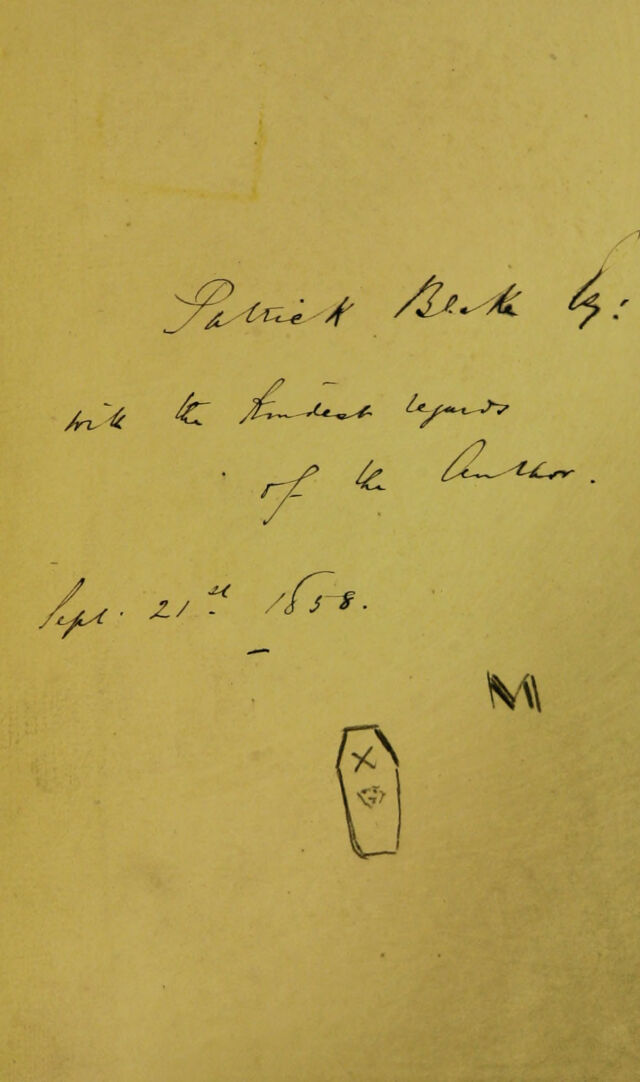 Patrick Blake Esq:
with the kindest regards
of the Author.
Sept. 21st 1858.
M
X